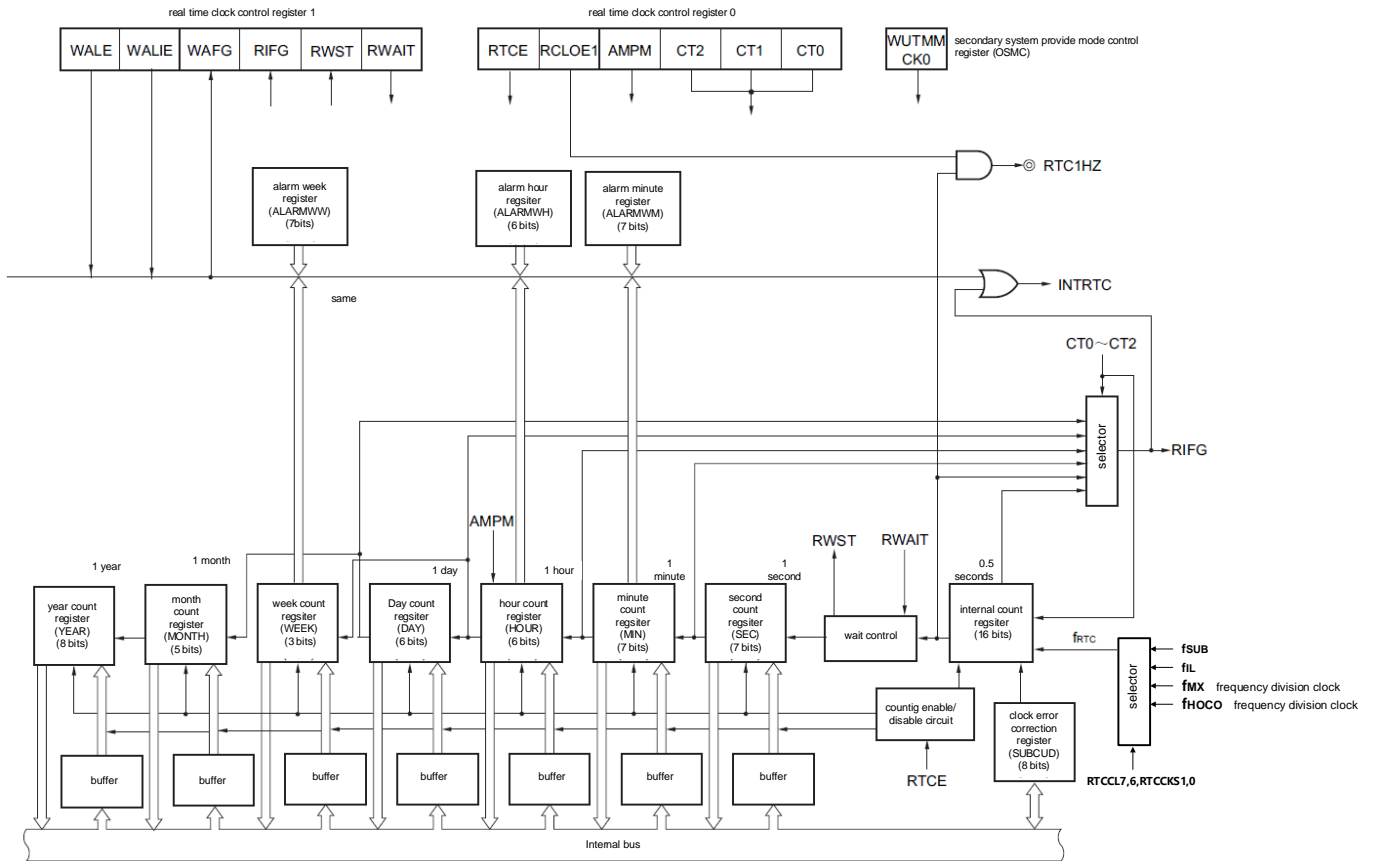 real time clock control register 1
real time clock control register 0
WALE
WALIE
WAFG
RIFG
RWST
RWAIT
RTCE
RCLOE1
AMPM
CT2
CT1
CT0
WUTMM
CK0
secondary system provide mode control
register (OSMC)
RTC1HZ
alarm week
register
(ALARMWW)
(7bits)
alarm hour
regsiter
(ALARMWH)
(6 bits)
alarm minute
register
(ALARMWM)
(7 bits)
same
INTRTC
CT0～CT2
selector
RIFG
AMPM
RWST
RWAIT
1 year
1 month
1 day
1 hour
1
minute
1
second
0.5
seconds
year count
regsiter
(YEAR)
(8 bits)
month
count
register
(MONTH)
(5 bits)
week count
regsiter
(WEEK)
(3 bits)
Day count
regsiter
(DAY)
(6 bits)
hour count
register
(HOUR)
(6 bits)
minute
count
regsiter
(MIN)
(7 bits)
second
count
regsiter
(SEC)
(7 bits)
wait control
internal count
regsiter
(16 bits)
fRTC
selector
fSUB
fIL
fMX frequency division clock
fHOCO frequency division clock
countig enable/
disable circuit
clock error
correction
register
(SUBCUD)
(8 bits)
RTCE
RTCCL7,6,RTCCKS1,0
buffer
buffer
buffer
buffer
buffer
buffer
buffer
Internal bus